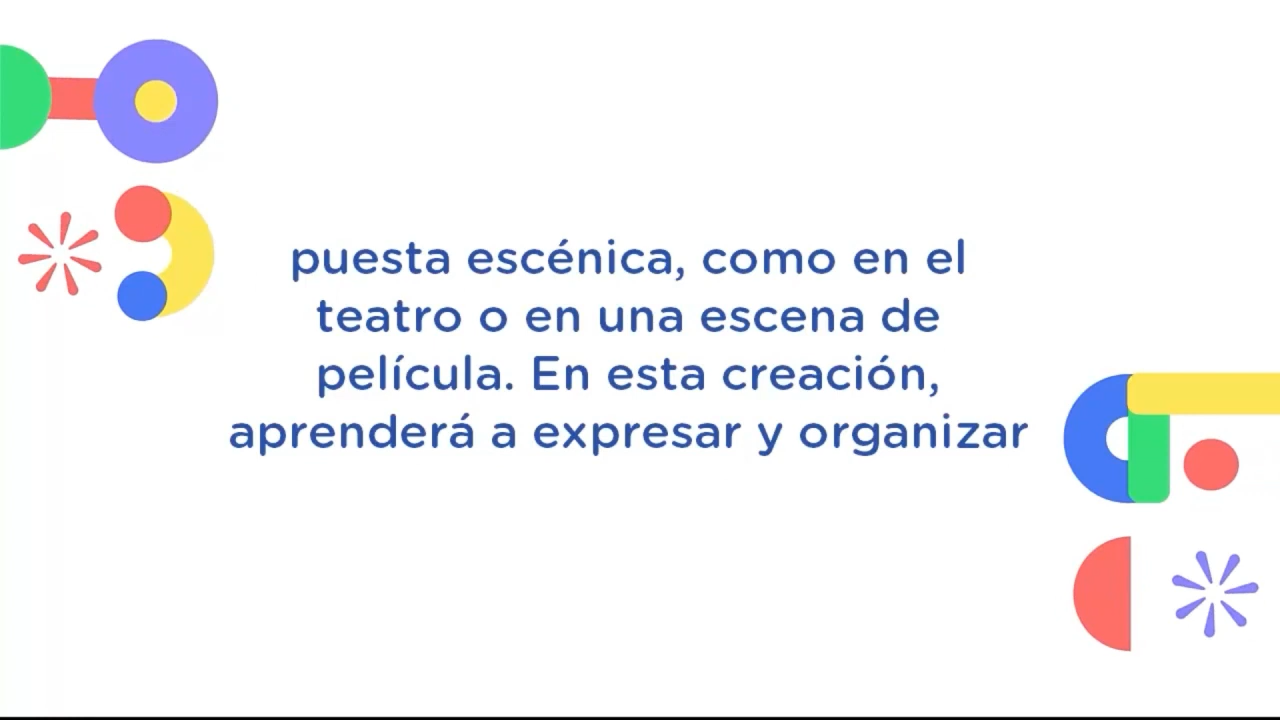 puesta escénica, como en el
teatro o en una escena de
película. En esta creación,
aprenderá a expresar y organizar